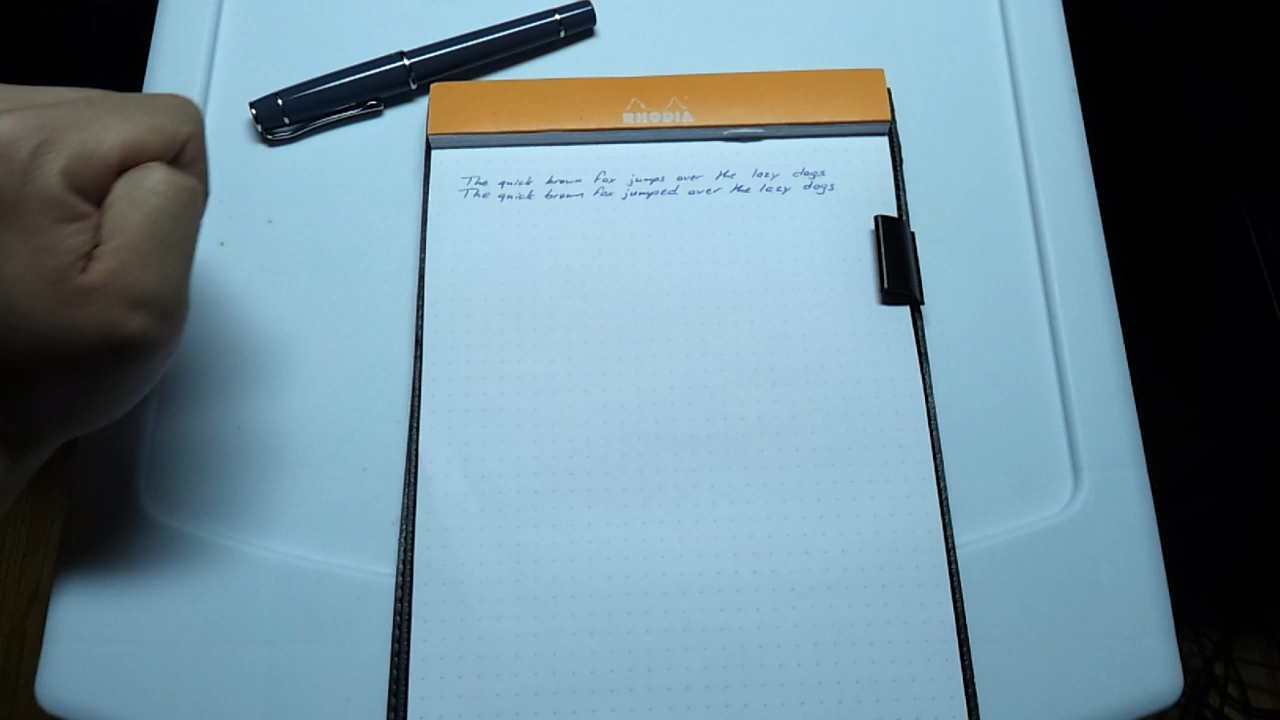 RHODIA
The quick brown fox jumps over the lazy dogs
The quick brown fox jumped over the lazy dogs